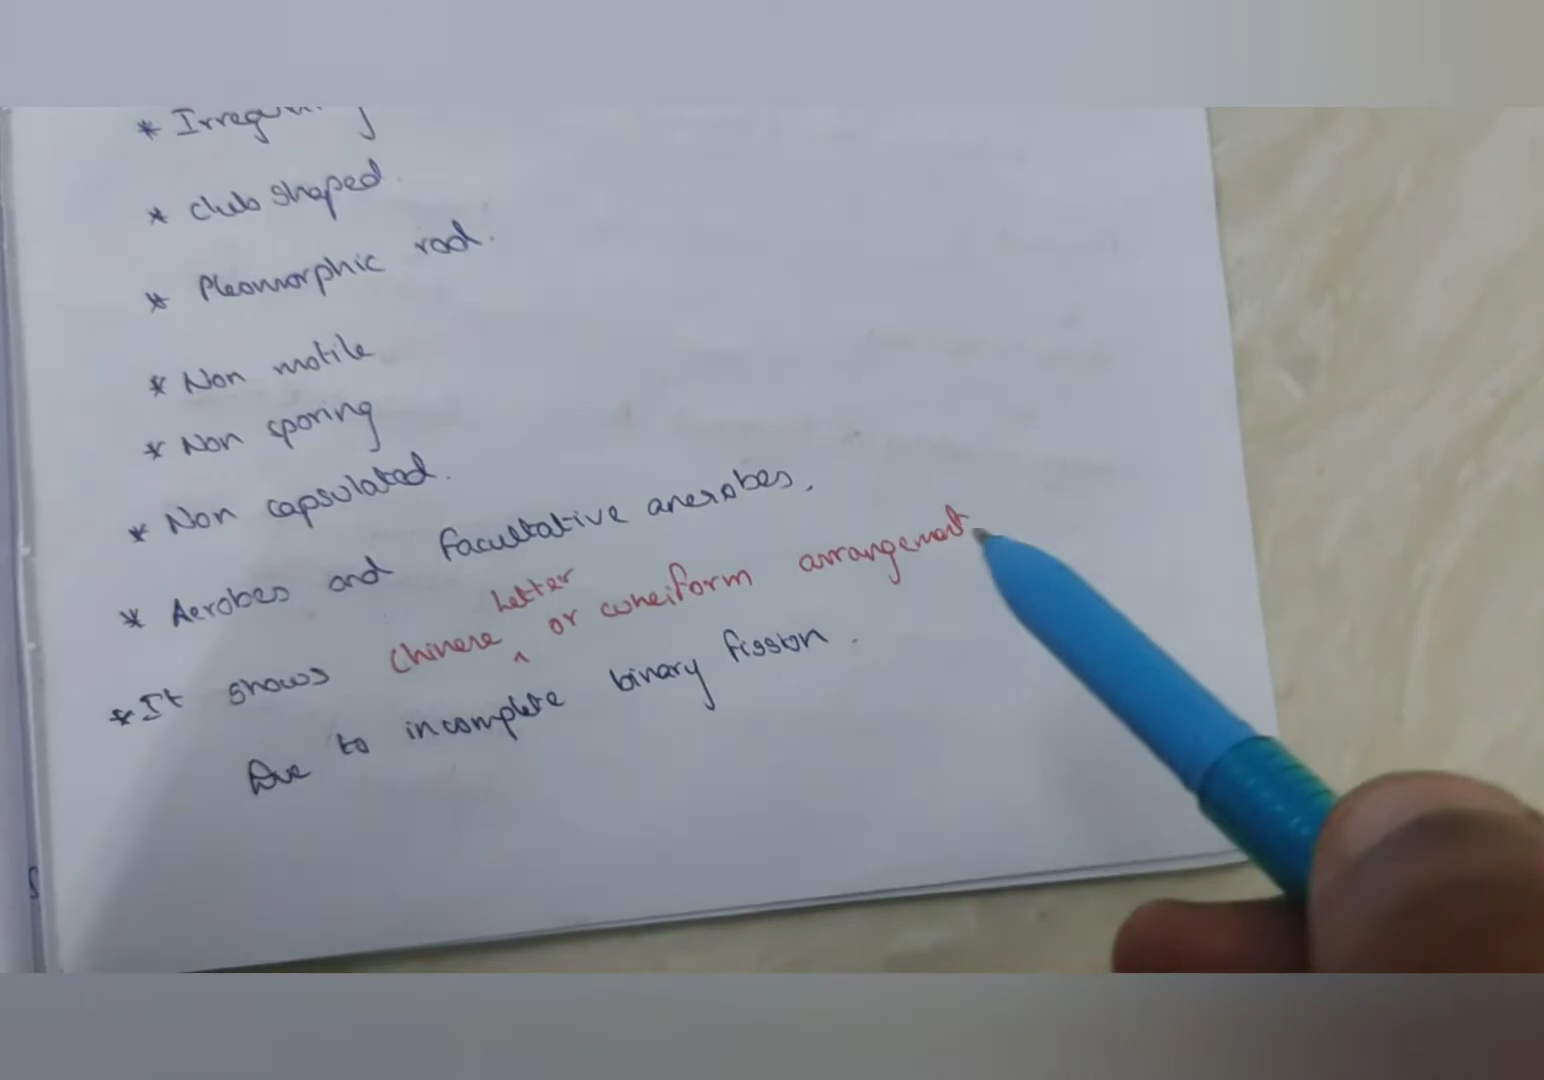 * club shaped.
* Pleomorphic rod.
* Non motile
* Non sporing
* Non capsulated.
* Aerobes and facultative anerobes.
* It shows chinese letter or cuneiform arrangement
Due to incomplete binary fission.